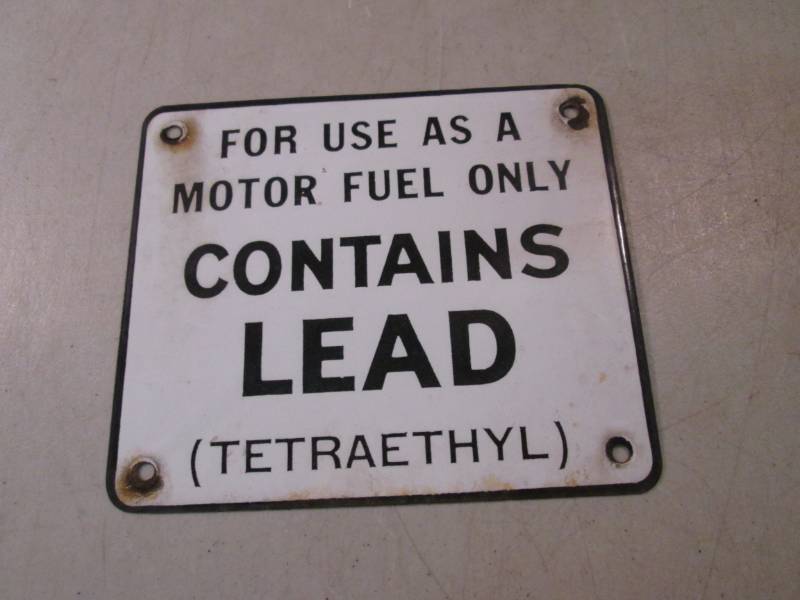 FOR USE AS A
MOTOR FUEL ONLY
CONTAINS
LEAD
(TETRAETHYL)